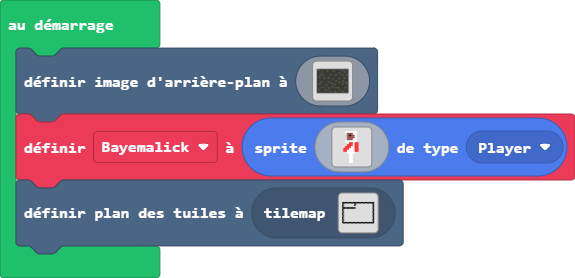 au démarrage
définir image d'arrière-plan à
définir Bayemalick à sprite de type Player
définir plan des tuiles à tilemap